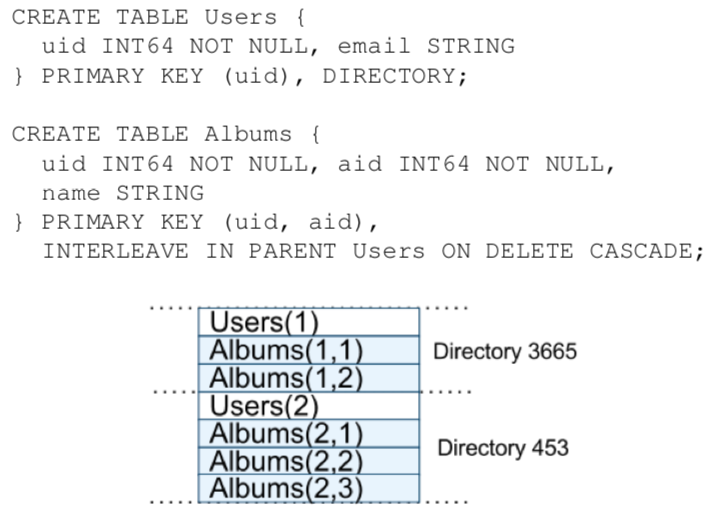 CREATE TABLE Users {
uid INT64 NOT NULL, email STRING
} PRIMARY KEY (uid), DIRECTORY;
CREATE TABLE Albums {
uid INT64 NOT NULL, aid INT64 NOT NULL,
name STRING
} PRIMARY KEY (uid, aid),
INTERLEAVE IN PARENT Users ON DELETE CASCADE;
Users(1)
Albums(1,1)
Directory 3665
Albums(1,2)
Users(2)
Albums(2,1)
Directory 453
Albums(2,2)
Albums(2,3)